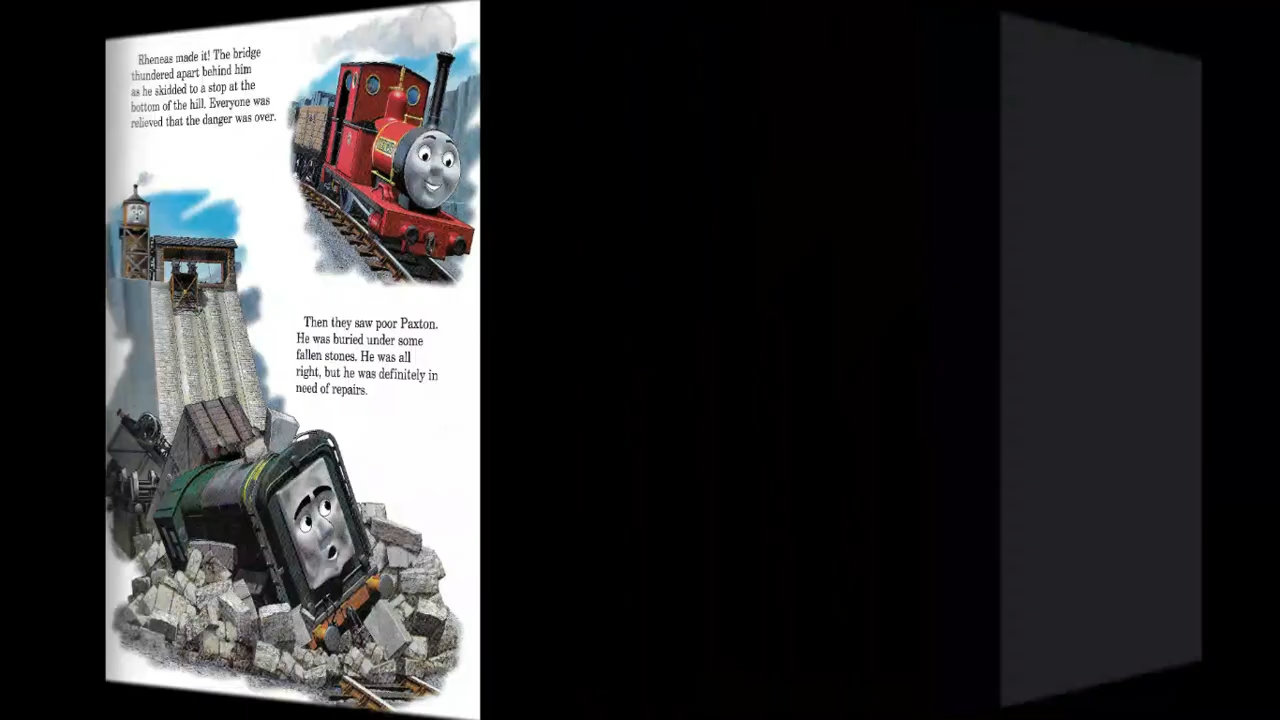 Rheneas made it! The bridge
thundered apart behind him
as he skidded to a stop at the
bottom of the hill. Everyone was
relieved that the danger was over.
Then they saw poor Paxton.
He was buried under some
fallen stones. He was all
right, but he was definitely in
need of repairs.